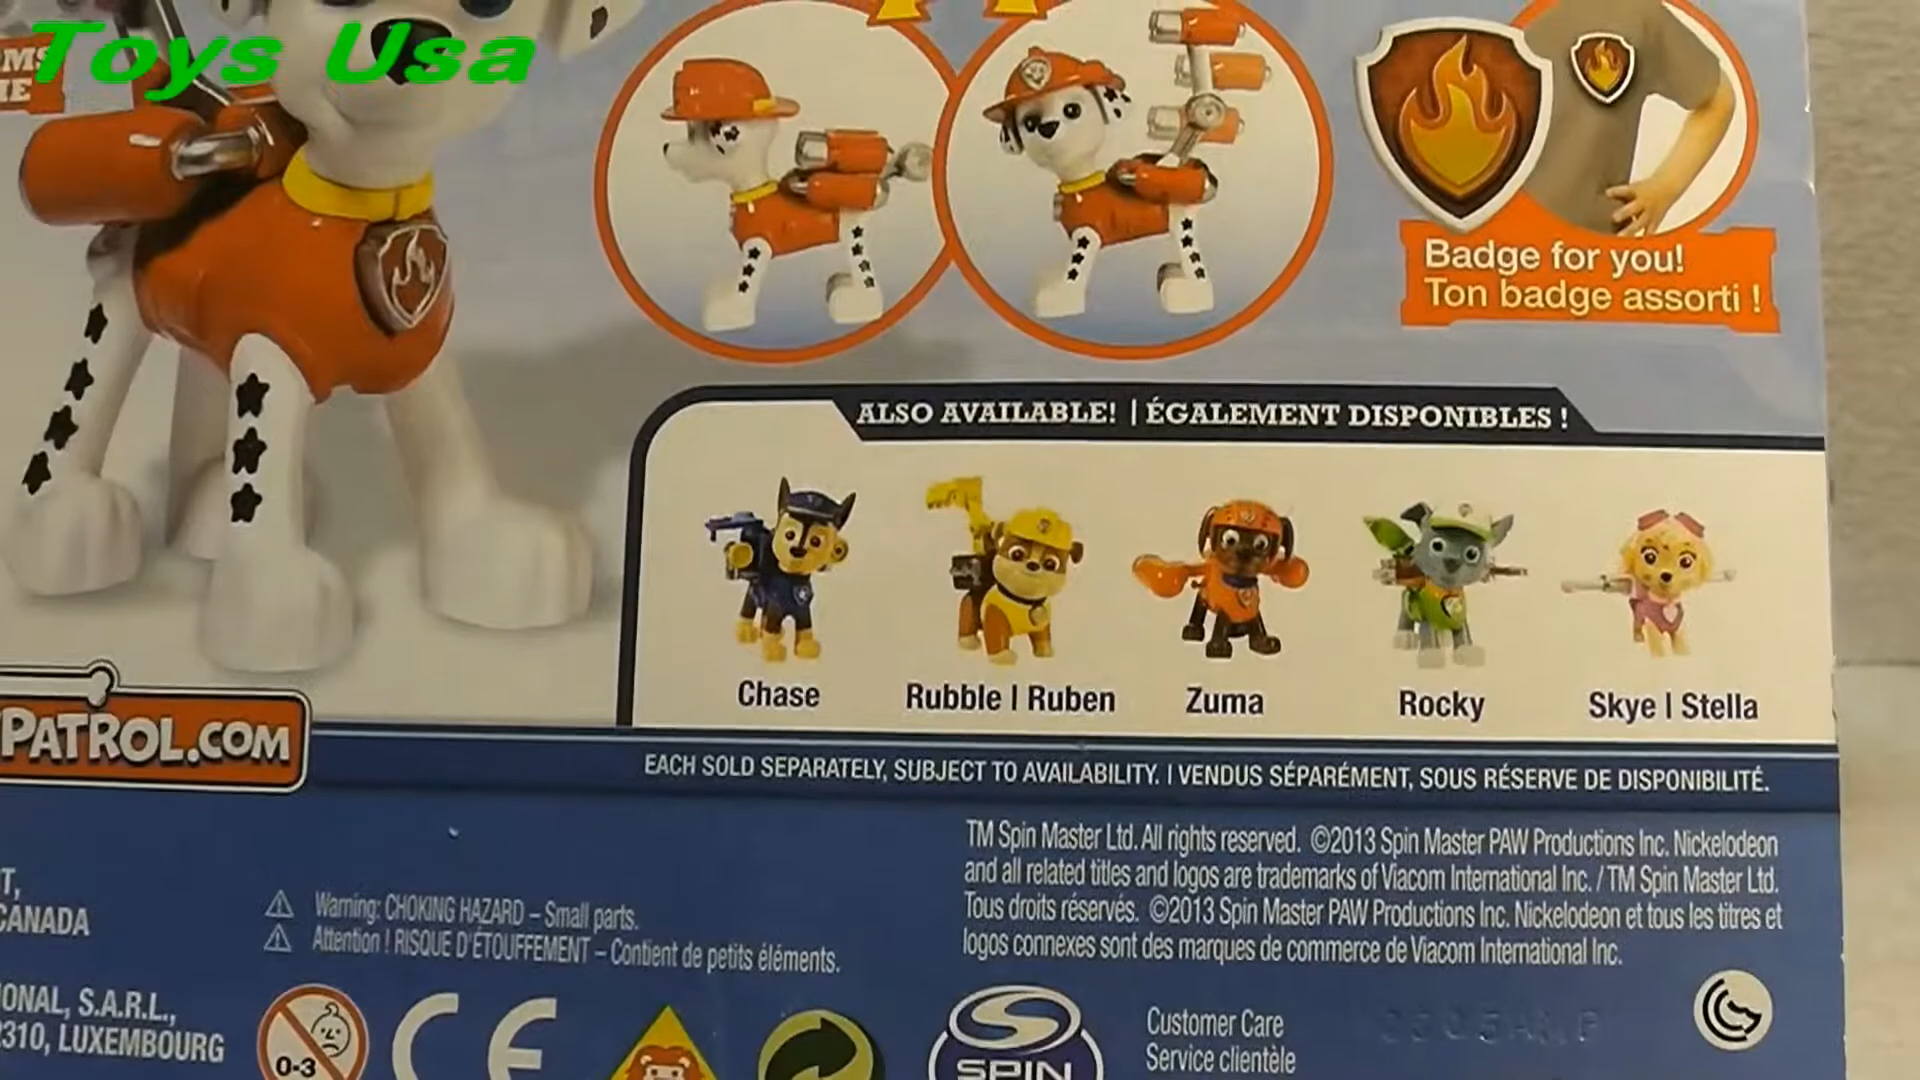 Toys Usa
Badge for you!
Ton badge assorti !
ALSO AVAILABLE! | ÉGALEMENT DISPONIBLES !
Chase
Rubble | Ruben
Zuma
Rocky
Skye | Stella
PATROL.COM
EACH SOLD SEPARATELY, SUBJECT TO AVAILABILITY. | VENDUS SÉPARÉMENT, SOUS RÉSERVE DE DISPONIBILITÉ.
TM Spin Master Ltd. All rights reserved. ©2013 Spin Master PAW Productions Inc. Nickelodeon
and all related titles and logos are trademarks of Viacom International Inc. / TM Spin Master Ltd.
Tous droits réservés. ©2013 Spin Master PAW Productions Inc. Nickelodeon et tous les titres et
logos connexes sont des marques de commerce de Viacom International Inc.
CANADA
Warning: CHOKING HAZARD – Small parts.
Attention ! RISQUE D'ÉTOUFFEMENT – Contient de petits éléments.
ONAL, S.A.R.L.,
2310, LUXEMBOURG
0-3
CE
SPIN
Customer Care
Service clientèle